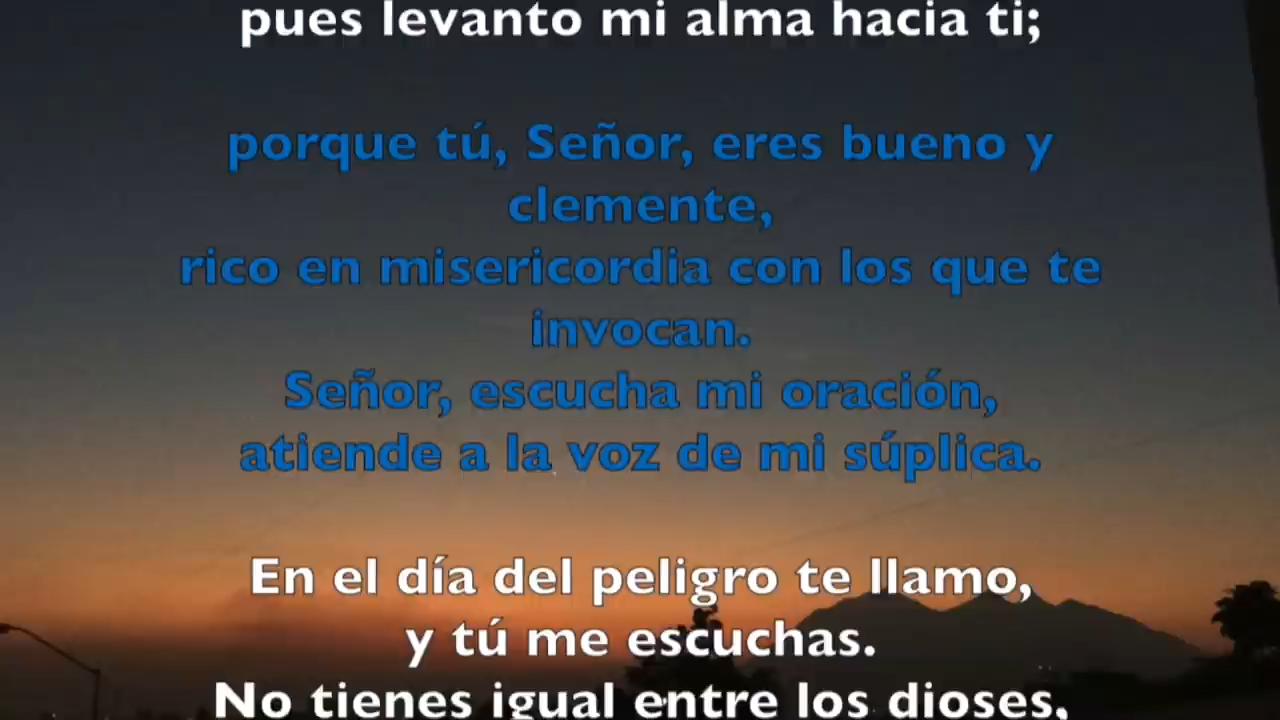 pues levanto mi alma hacia ti;
porque tú, Señor, eres bueno y
clemente,
rico en misericordia con los que te
invocan.
Señor, escucha mi oración,
atiende a la voz de mi súplica.
En el día del peligro te llamo,
y tú me escuchas.
No tienes igual entre los dioses,